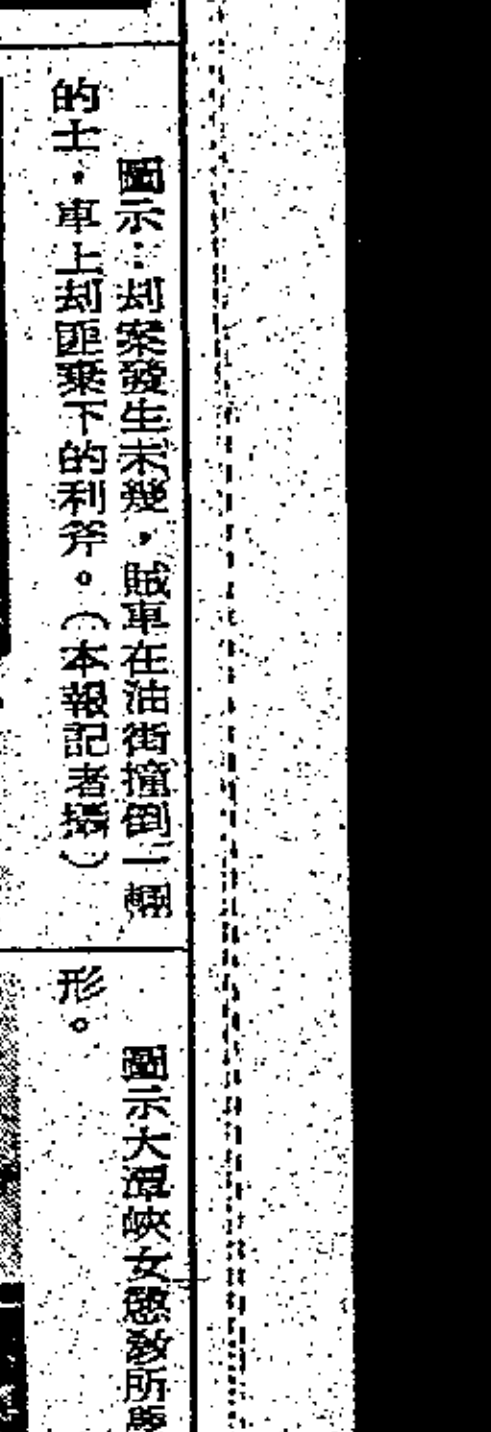 圖示：刦案發生未幾，賊車在油街撞倒一輛
的士，車上刦匪棄下的利斧。（本報記者攝）
圖示大潭峽女懲教所
形。